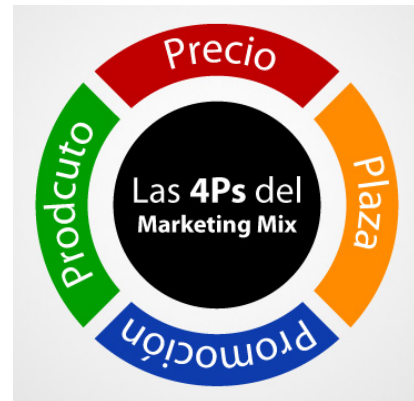 Precio
Plaza
Promoción
Prodcuto
Las 4Ps del
Marketing Mix